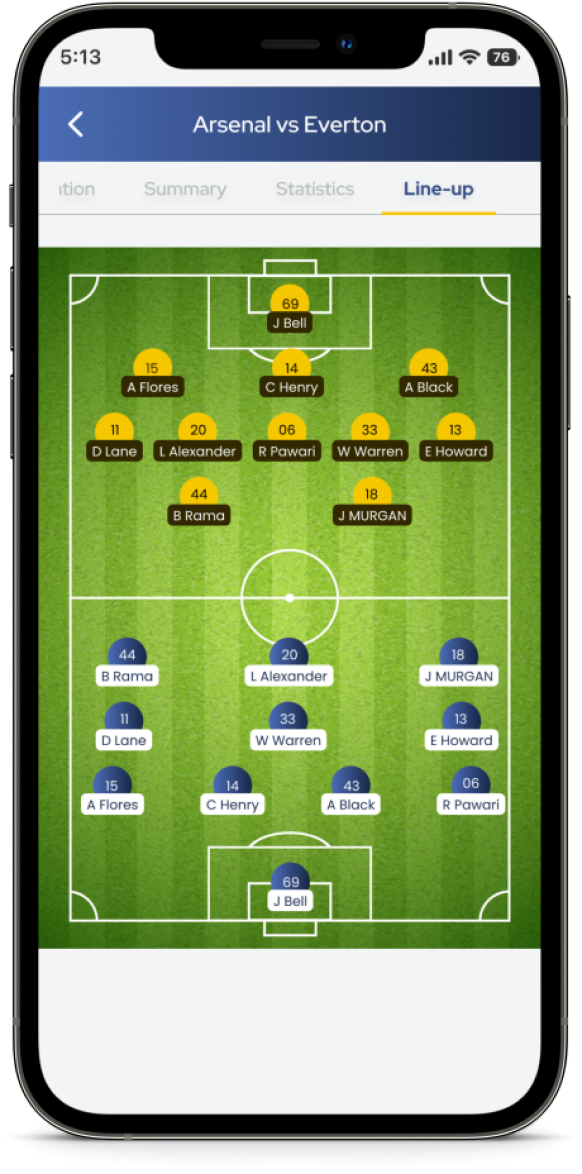 5:13
76
Arsenal vs Everton
ation Summary Statistics Line-up
69
J Bell
15 14 43
A Flores C Henry A Black
11 20 06 33 13
D Lane L Alexander R Pawari W Warren E Howard
44 18
B Rama J MURGAN
44 20 18
B Rama L Alexander J MURGAN
11 33 13
D Lane W Warren E Howard
15 14 43 06
A Flores C Henry A Black R Pawari
69
J Bell